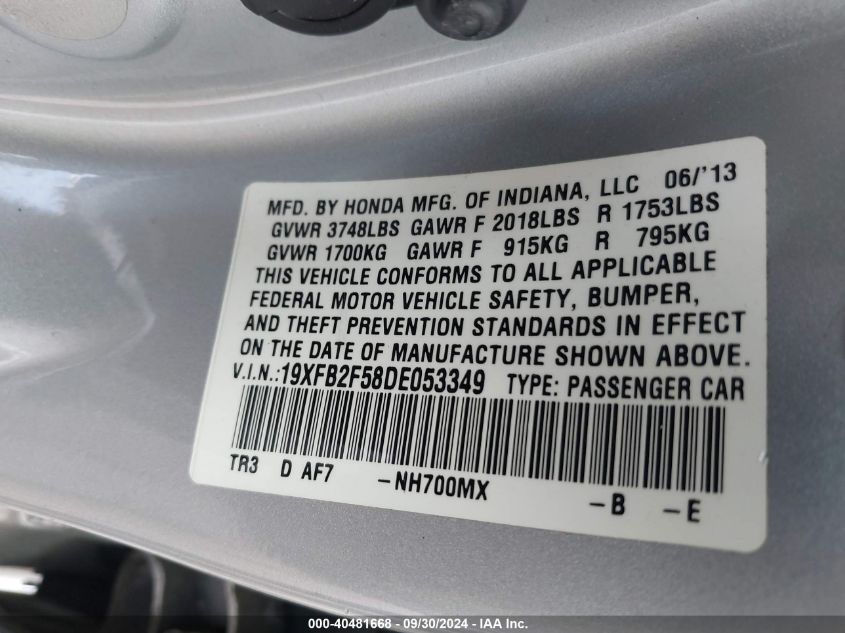 MFD. BY HONDA MFG. OF INDIANA, LLC 06/'13
GVWR 3748LBS GAWR F 2018LBS R 1753LBS
GVWR 1700KG GAWR F 915KG R 795KG
THIS VEHICLE CONFORMS TO ALL APPLICABLE
FEDERAL MOTOR VEHICLE SAFETY, BUMPER,
AND THEFT PREVENTION STANDARDS IN EFFECT
ON THE DATE OF MANUFACTURE SHOWN ABOVE.
V.I.N.:19XFB2F58DE053349 TYPE: PASSENGER CAR
TR3 D AF7 -NH700MX -B -E
000-40481668 - 09/30/2024 - IAA Inc.